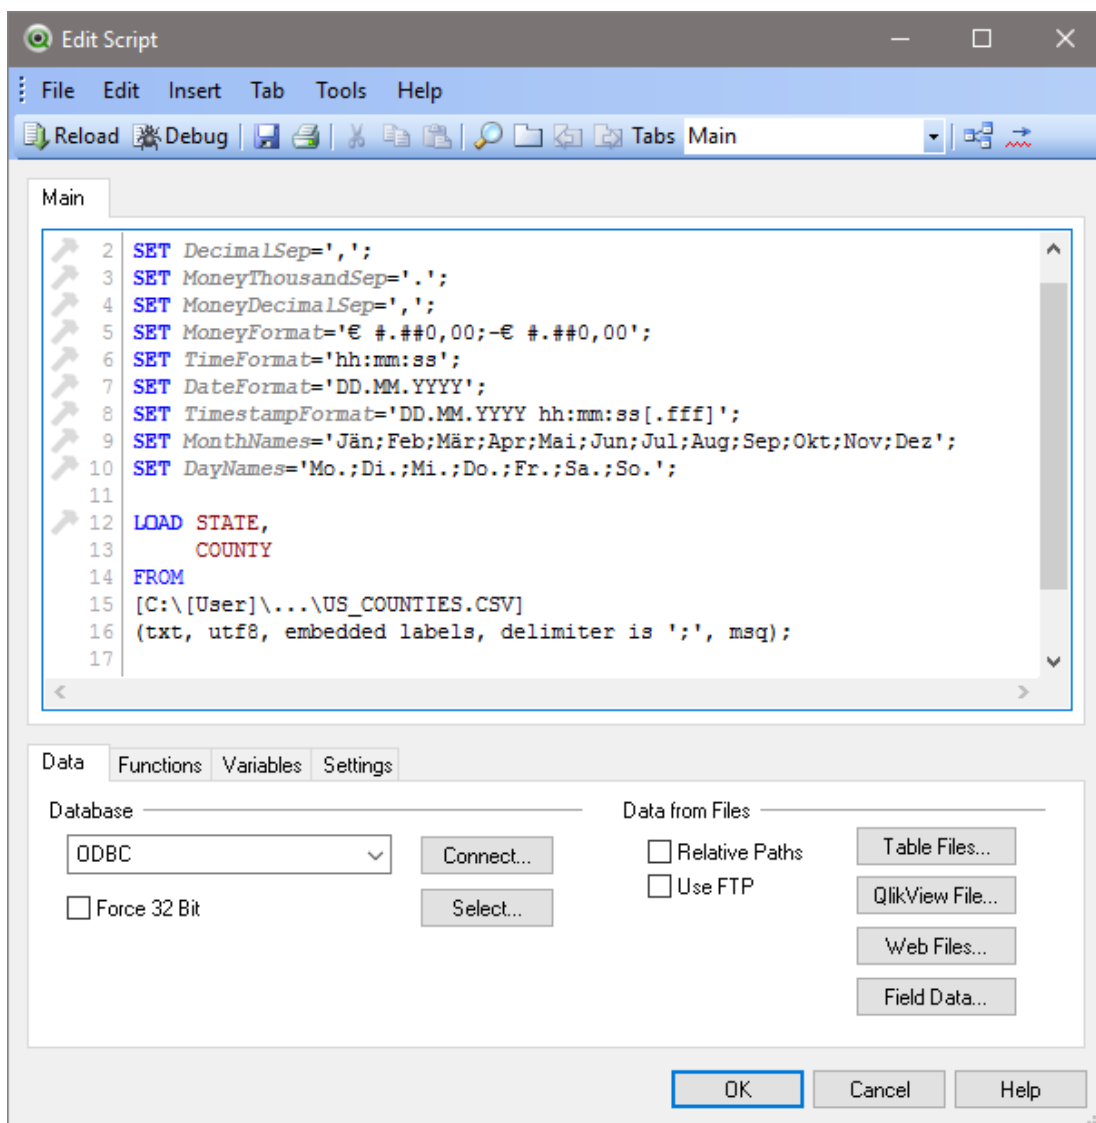 Edit Script
File Edit Insert Tab Tools Help
Reload Debug Tabs Main
Main
2 SET DecimalSep=',';
3 SET MoneyThousandSep='.';
4 SET MoneyDecimalSep=',';
5 SET MoneyFormat='€ #.##0,00;-€ #.##0,00';
6 SET TimeFormat='hh:mm:ss';
7 SET DateFormat='DD.MM.YYYY';
8 SET TimestampFormat='DD.MM.YYYY hh:mm:ss[.fff]';
9 SET MonthNames='Jän;Feb;Mär;Apr;Mai;Jun;Jul;Aug;Sep;Okt;Nov;Dez';
10 SET DayNames='Mo.;Di.;Mi.;Do.;Fr.;Sa.;So.';
11
12 LOAD STATE,
13 COUNTY
14 FROM
15 [C:\[User]\...\US_COUNTIES.CSV]
16 (txt, utf8, embedded labels, delimiter is ';', msq);
17
Data Functions Variables Settings
Database Data from Files
ODBC Connect... Relative Paths Table Files...
Force 32 Bit Select... Use FTP QlikView File...
Web Files...
Field Data...
OK Cancel Help